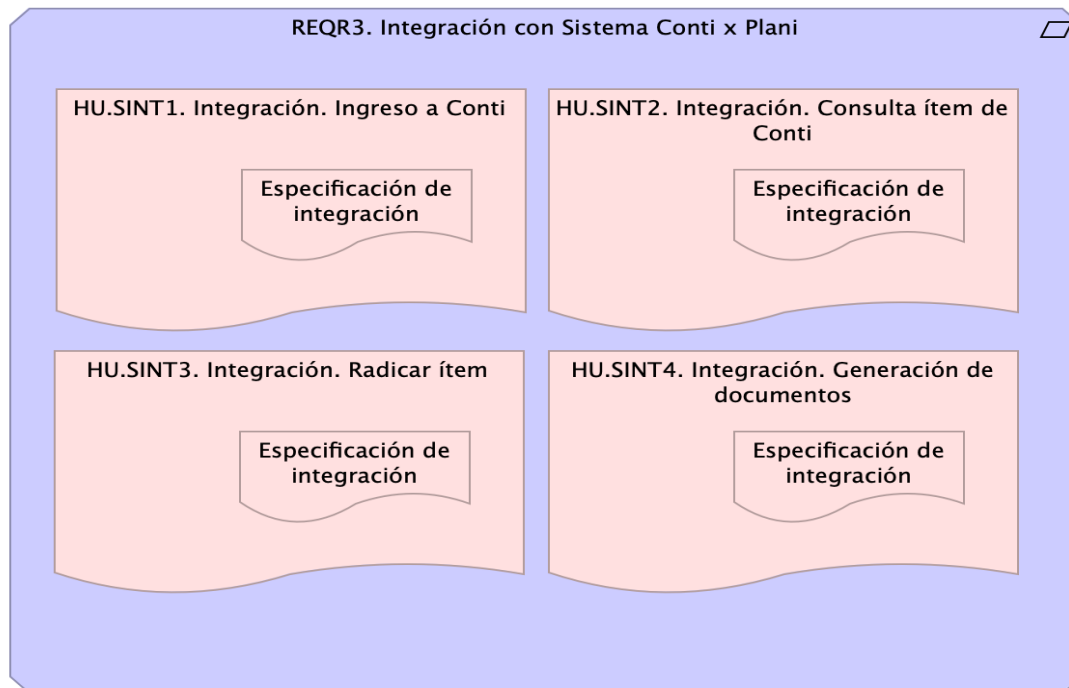 REQR3. Integración con Sistema Conti x Plani
HU.SINT1. Integración. Ingreso a Conti
Especificación de
integración
HU.SINT2. Integración. Consulta ítem de
Conti
Especificación de
integración
HU.SINT3. Integración. Radicar ítem
Especificación de
integración
HU.SINT4. Integración. Generación de
documentos
Especificación de
integración